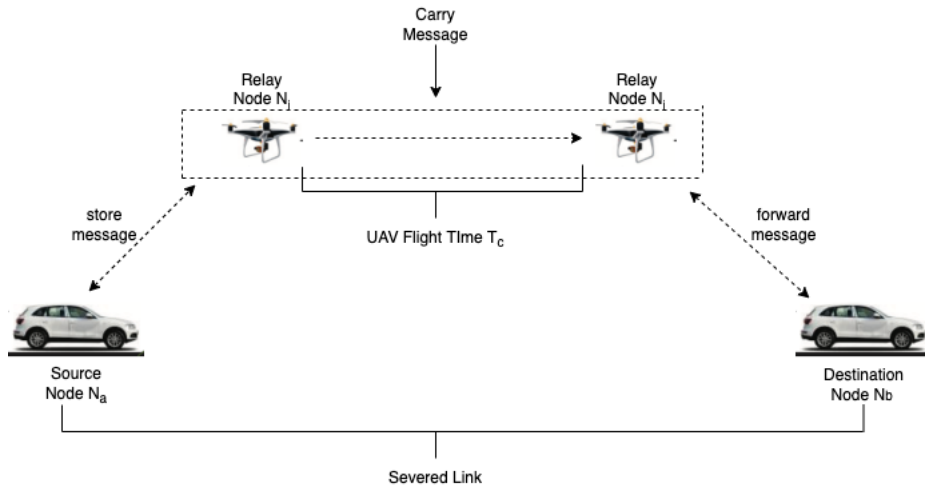 Carry
Message
Relay
Node Ni
Relay
Node Ni
store
message
forward
message
UAV Flight TIme Tc
Source
Node Na
Destination
Node Nb
Severed Link